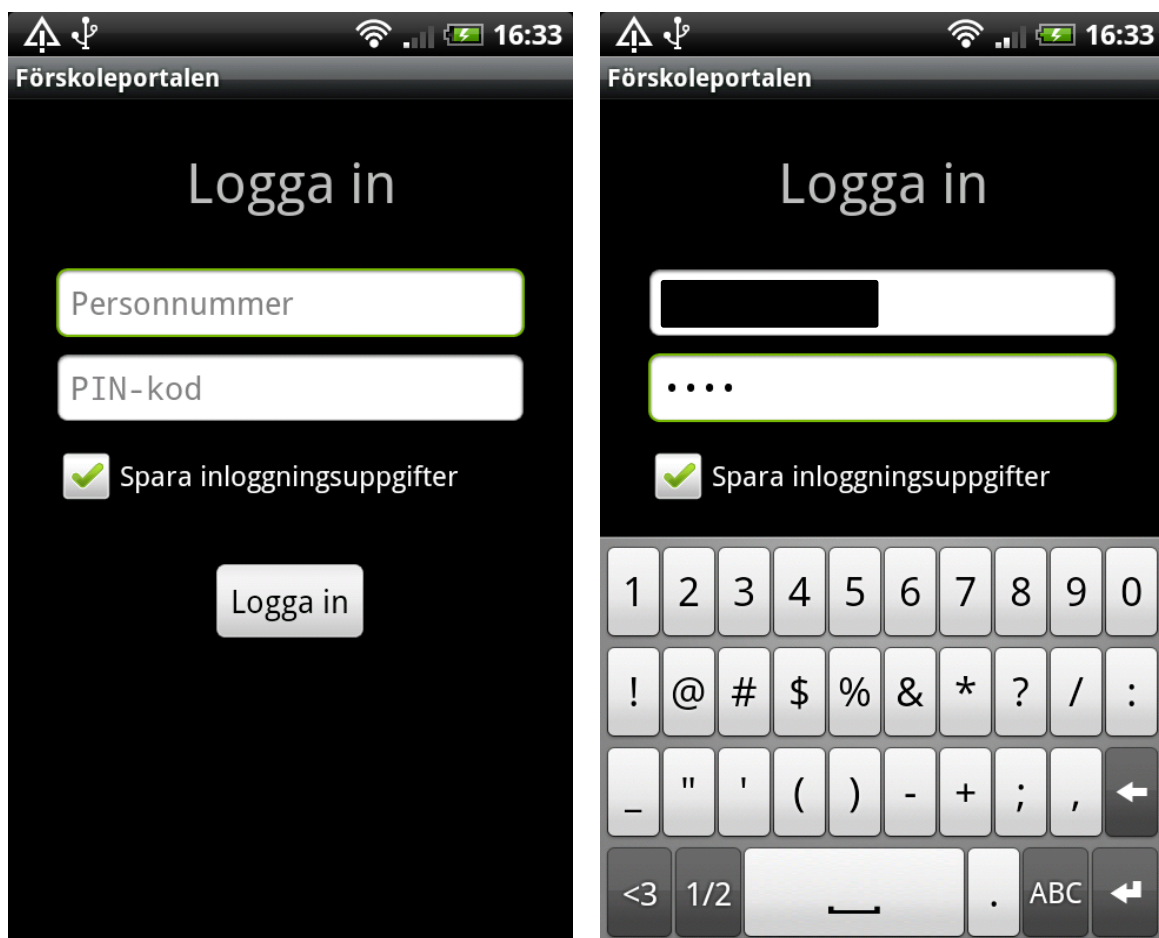 16:33
Förskoleportalen
Logga in
Personnummer
PIN-kod
Spara inloggningsuppgifter
Logga in
16:33
Förskoleportalen
Logga in
••••
Spara inloggningsuppgifter
1 2 3 4 5 6 7 8 9 0
! @ # $ % & * ? / :
_ " ' ( ) - + ; ,
<3 1/2 . ABC